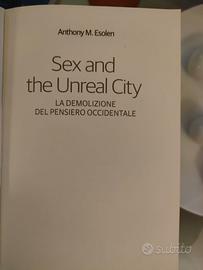 Anthony M. Esolen
Sex and
the Unreal City
LA DEMOLIZIONE
DEL PENSIERO OCCIDENTALE
subito